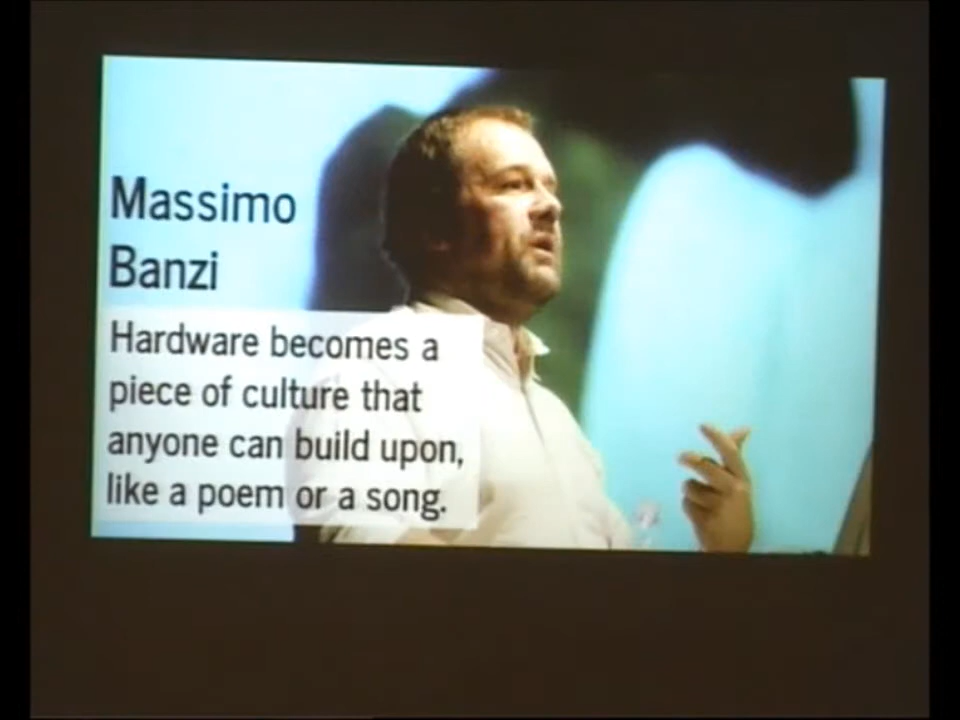 Massimo
Banzi
Hardware becomes a
piece of culture that
anyone can build upon,
like a poem or a song.